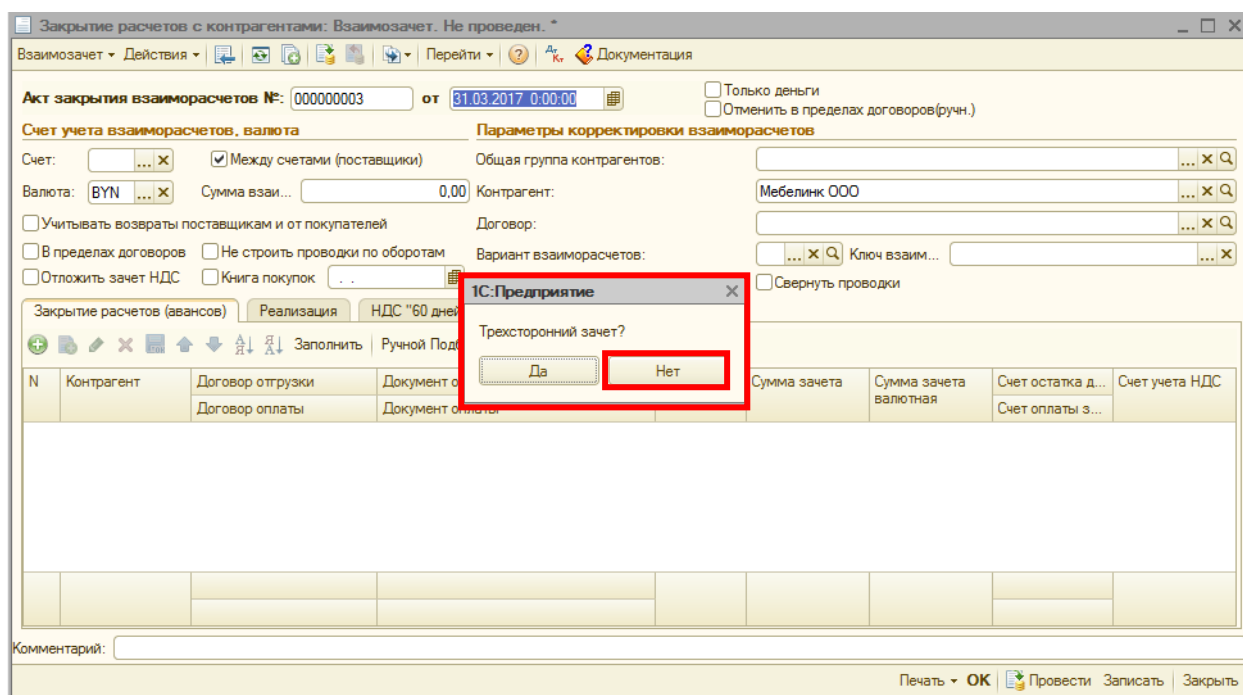 Закрытие расчетов с контрагентами: Взаимозачет. Не проведен. *
Взаимозачет Действия Перейти Документация
Акт закрытия взаиморасчетов №: 000000003 от 31.03.2017 0:00:00
Только деньги
Отменить в пределах договоров(ручн.)
Счет учета взаиморасчетов, валюта Параметры корректировки взаиморасчетов
Счет: ... Между счетами (поставщики) Общая группа контрагентов:
Валюта: BYN ... Сумма взаи... 0,00 Контрагент: Мебелинк ООО
Учитывать возвраты поставщикам и от покупателей Договор:
В пределах договоров Не строить проводки по оборотам Вариант взаиморасчетов: ... Ключ взаим...
Отложить зачет НДС Книга покупок . . Свернуть проводки
1С:Предприятие
Трехсторонний зачет?
Да Нет
Закрытие расчетов (авансов) Реализация НДС "60 дней
Заполнить Ручной Подб
N Контрагент Договор отгрузки Документ о Сумма зачета Сумма зачета валютная Счет остатка д... Счет учета НДС
Договор оплаты Документ оплаты Счет оплаты з...
Комментарий:
Печать OK Провести Записать Закрыть